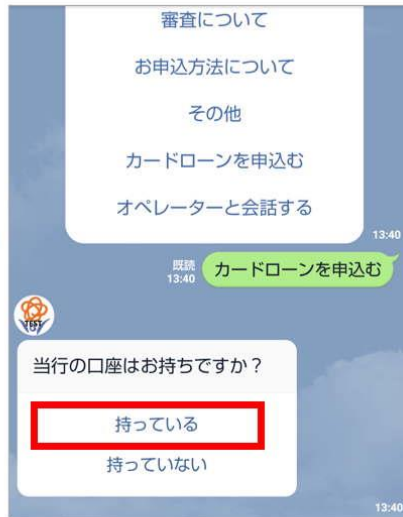 審査について
お申込方法について
その他
カードローンを申込む
オペレーターと会話する
13:40
既読
13:40
カードローンを申込む
TEST
当行の口座はお持ちですか？
持っている
持っていない
13:40